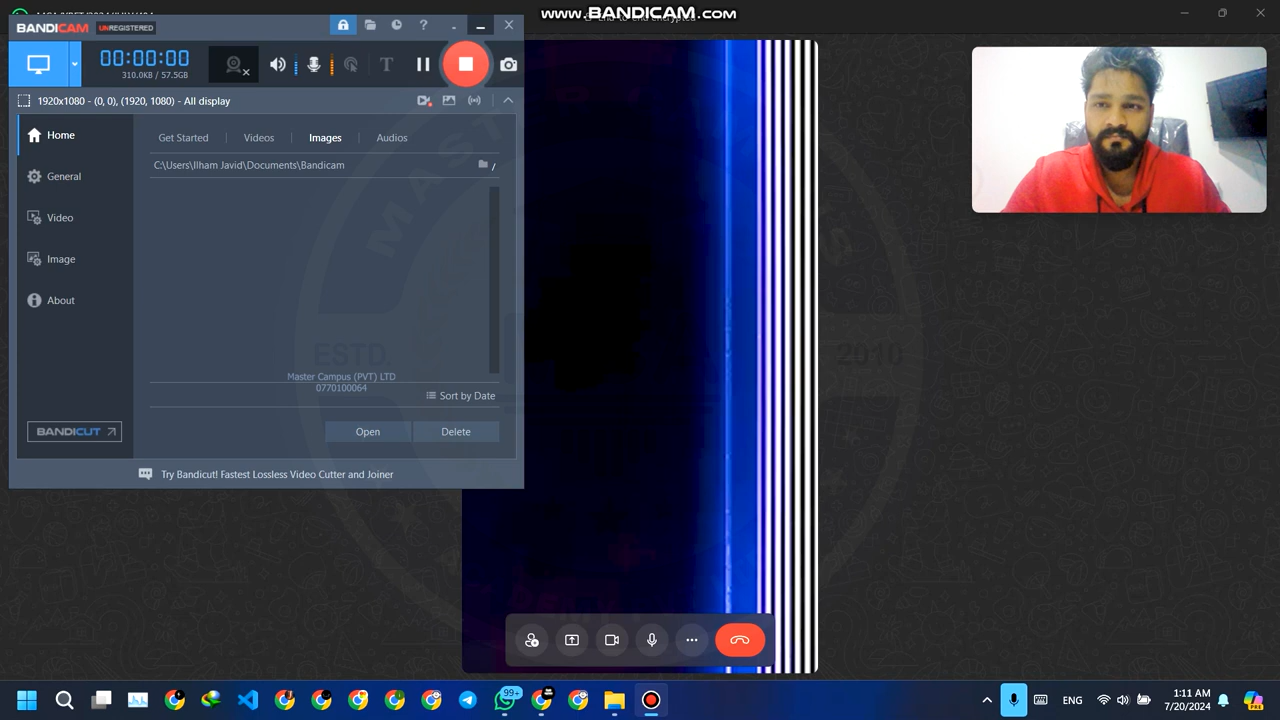 www.BANDICAM.com
BANDICAM UNREGISTERED
00:00:00
310.0KB / 57.5GB
1920x1080 - (0, 0), (1920, 1080) - All display
Home
General
Video
Image
About
Get Started
Videos
Images
Audios
C:\Users\Ilham Javid\Documents\Bandicam
/
MAS
ESTD.
2010
Master Campus (PVT) LTD
0770100064
Sort by Date
BANDICUT
Open
Delete
Try Bandicut! Fastest Lossless Video Cutter and Joiner
99+
ENG
1:11 AM
7/20/2024
PRE